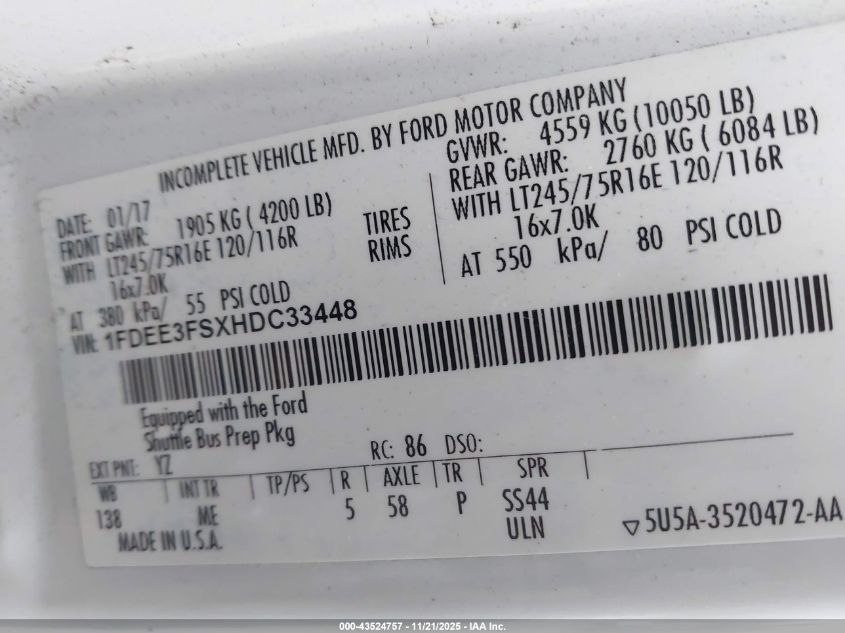 INCOMPLETE VEHICLE MFD. BY FORD MOTOR COMPANY
DATE: 01/17
FRONT GAWR: 1905 KG ( 4200 LB)
WITH LT245/75R16E 120/116R TIRES
16x7.0K RIMS
AT 380 kPa/ 55 PSI COLD
GVWR: 4559 KG (10050 LB)
REAR GAWR: 2760 KG ( 6084 LB)
WITH LT245/75R16E 120/116R
16x7.0K
AT 550 kPa/ 80 PSI COLD
VIN: 1FDEE3FSXHDC33448
Equipped with the Ford
Shuttle Bus Prep Pkg
EXT PNT: YZ RC: 86 DSO:
WB INT TR TP/PS R AXLE TR SPR
138 ME 5 58 P SS44
ULN
MADE IN U.S.A. 5U5A-3520472-AA
000-43524757 - 11/21/2025 - IAA Inc.